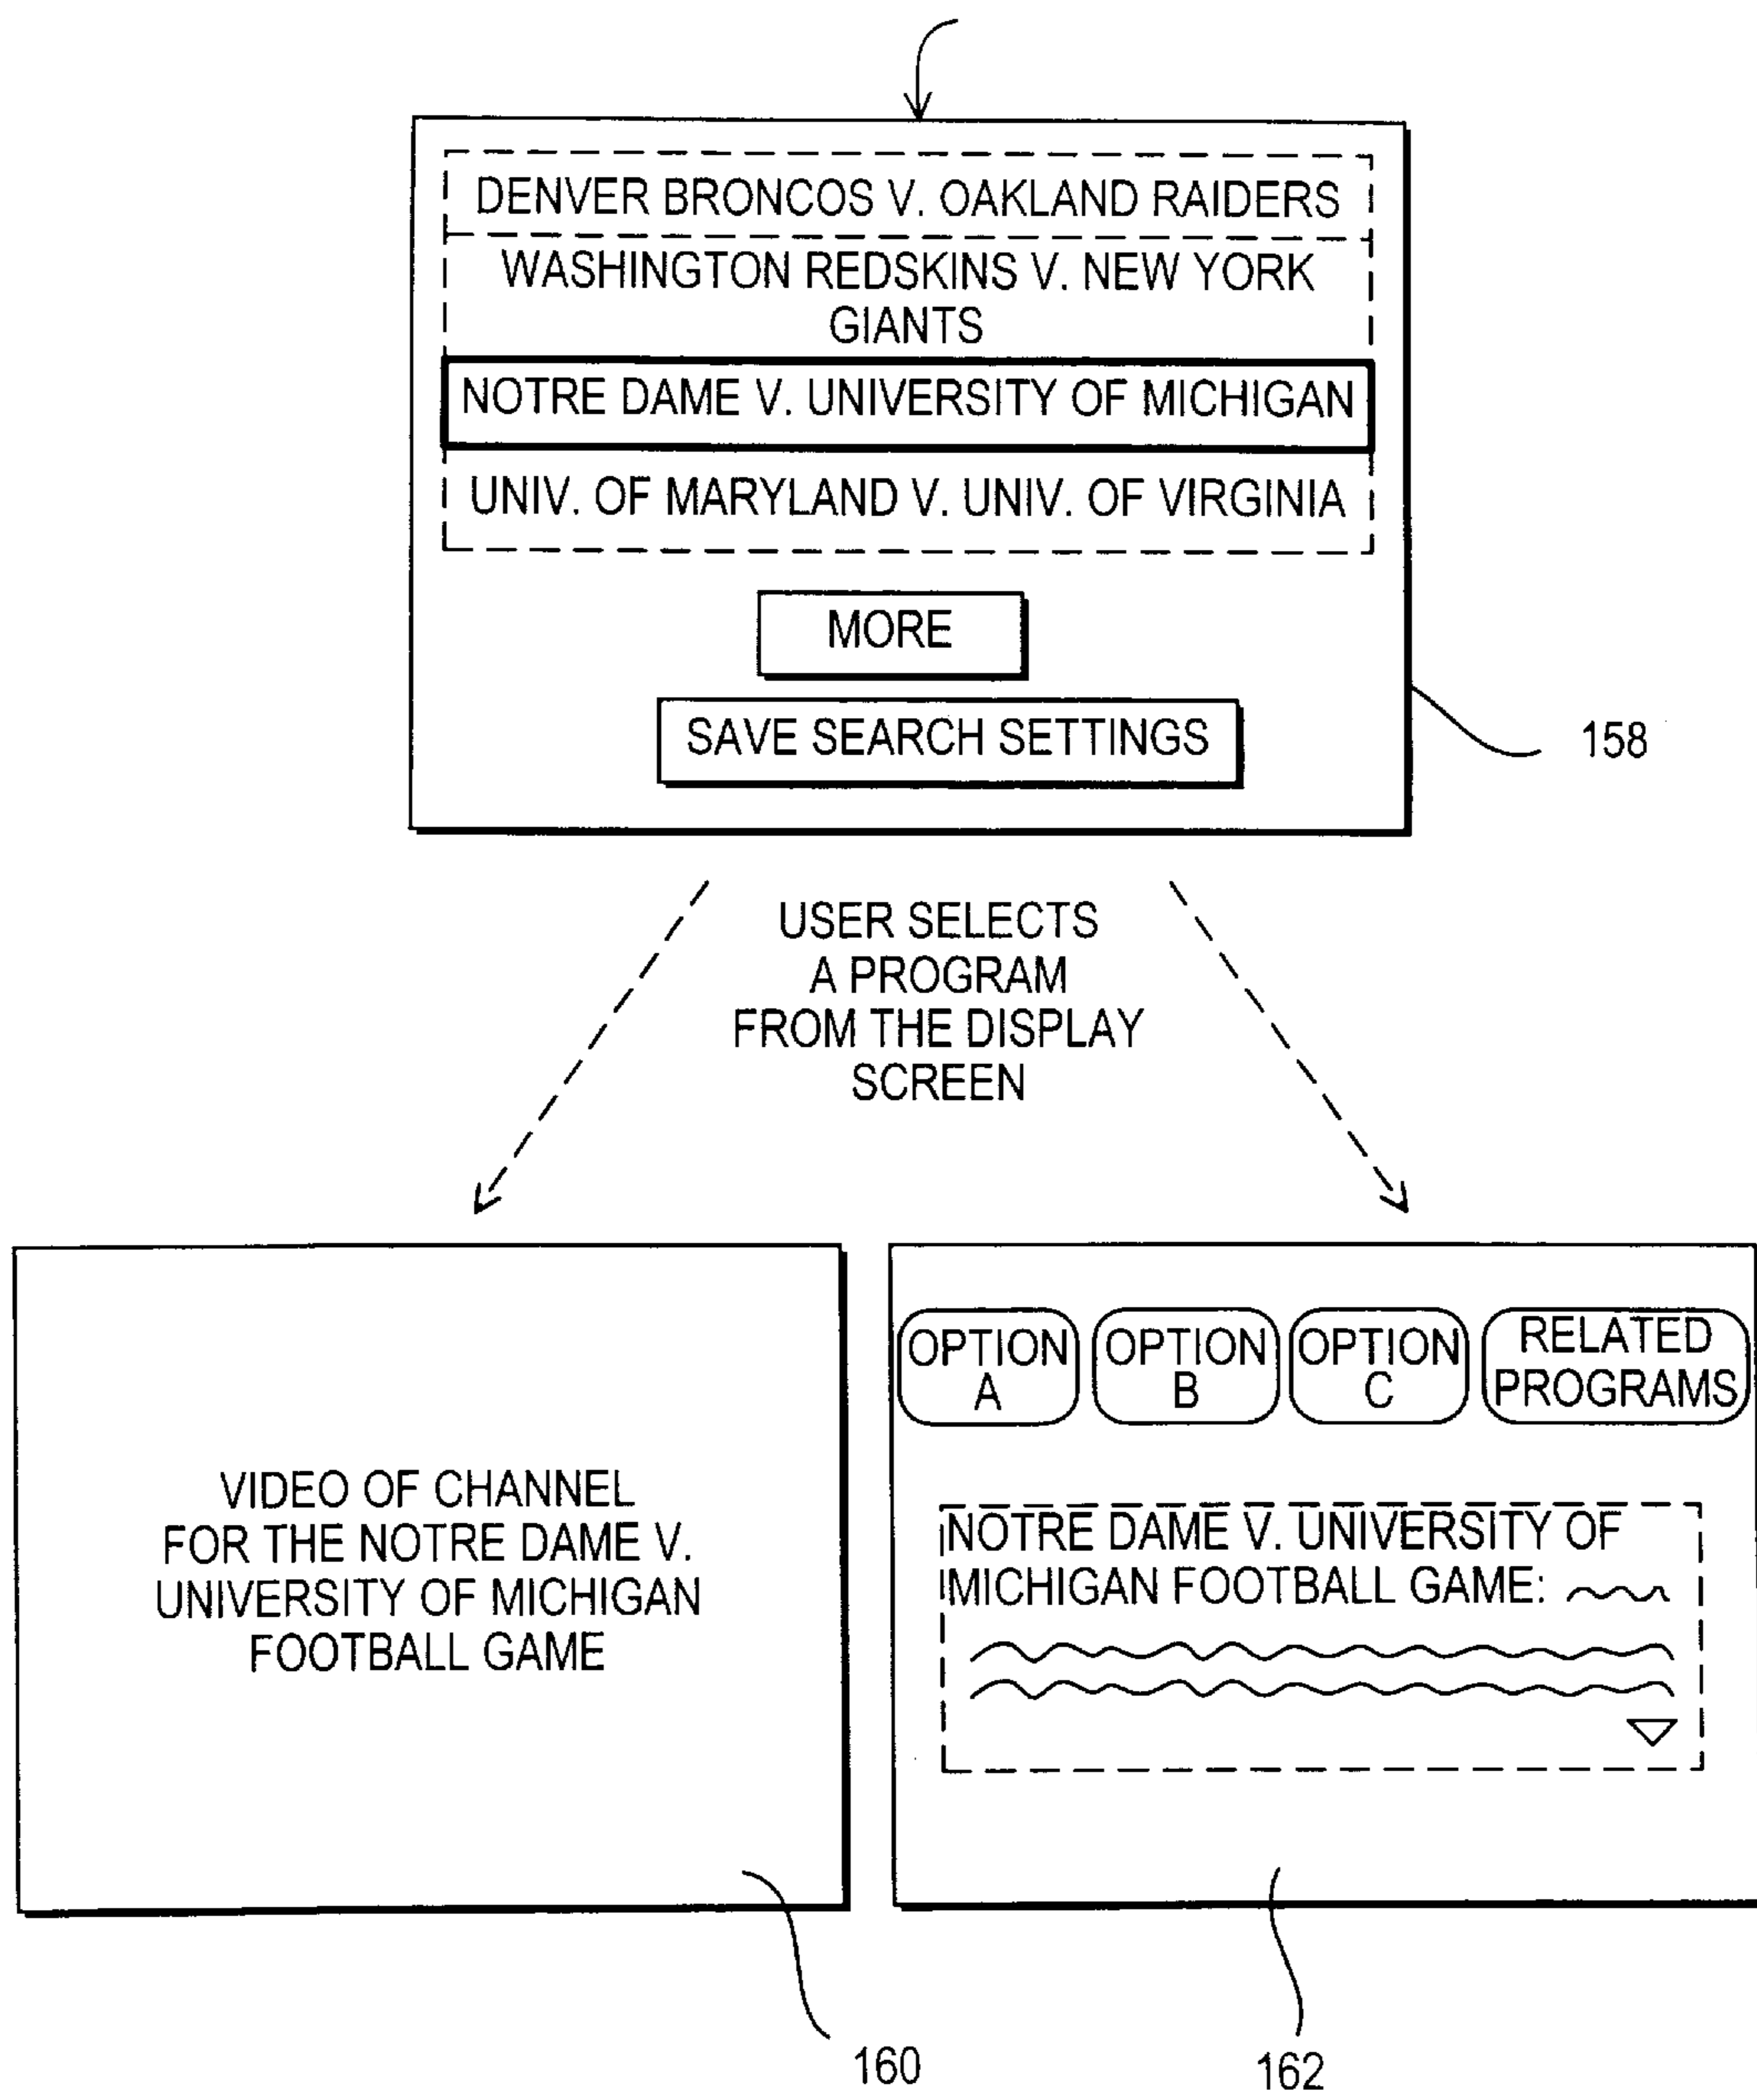 DENVER BRONCOS V. OAKLAND RAIDERS
WASHINGTON REDSKINS V. NEW YORK
GIANTS
NOTRE DAME V. UNIVERSITY OF MICHIGAN
UNIV. OF MARYLAND V. UNIV. OF VIRGINIA
MORE
SAVE SEARCH SETTINGS
158
USER SELECTS
A PROGRAM
FROM THE DISPLAY
SCREEN
VIDEO OF CHANNEL
FOR THE NOTRE DAME V.
UNIVERSITY OF MICHIGAN
FOOTBALL GAME
160
OPTION
A
OPTION
B
OPTION
C
RELATED
PROGRAMS
NOTRE DAME V. UNIVERSITY OF
MICHIGAN FOOTBALL GAME:
162